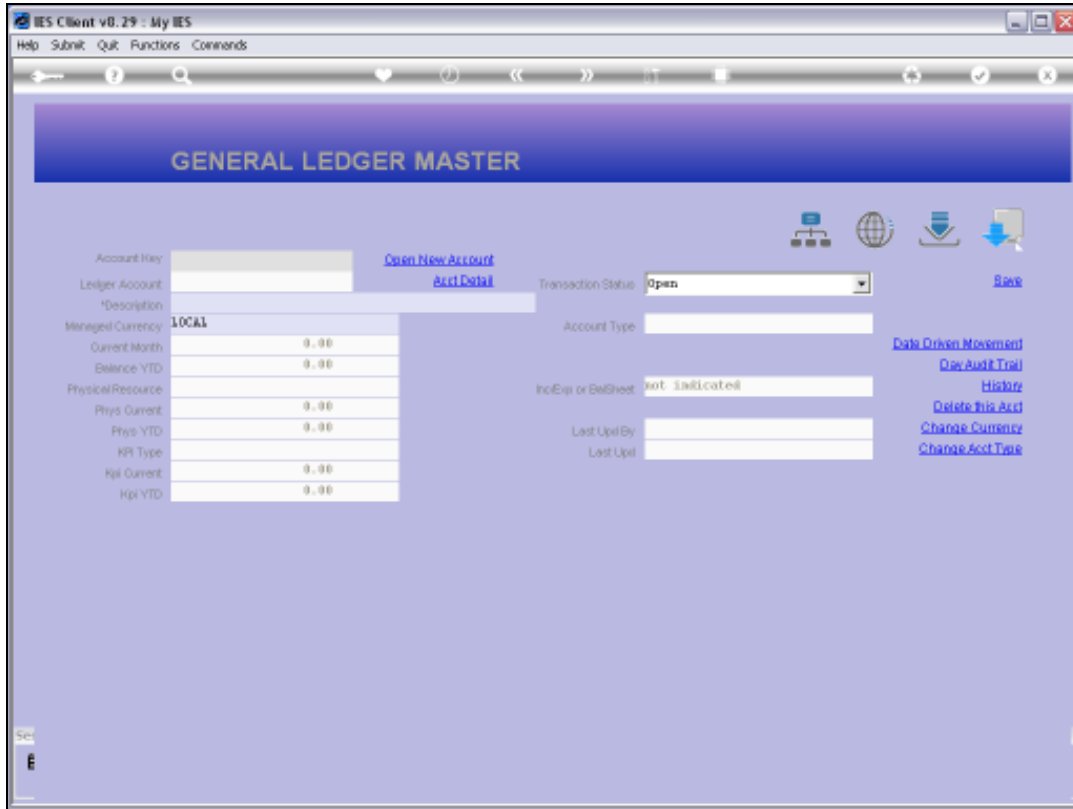 IES Client v8.29 : My IES
Help Submit Quit Functions Commands
GENERAL LEDGER MASTER
Account Key
Open New Account
Ledger Account
Acct Detail
Transaction Status Open
Save
*Description
Managed Currency LOCAL
Account Type
Current Month 0.00
Date Driven Movement
Balance YTD 0.00
Day Audit Trail
Physical Resource
Inc/Exp or BalSheet not indicated
History
Phys Current 0.00
Delete this Acct
Phys YTD 0.00
Last Upd By
Change Currency
KPI Type
Last Upd
Change Acct Type
Kpi Current 0.00
Kpi YTD 0.00